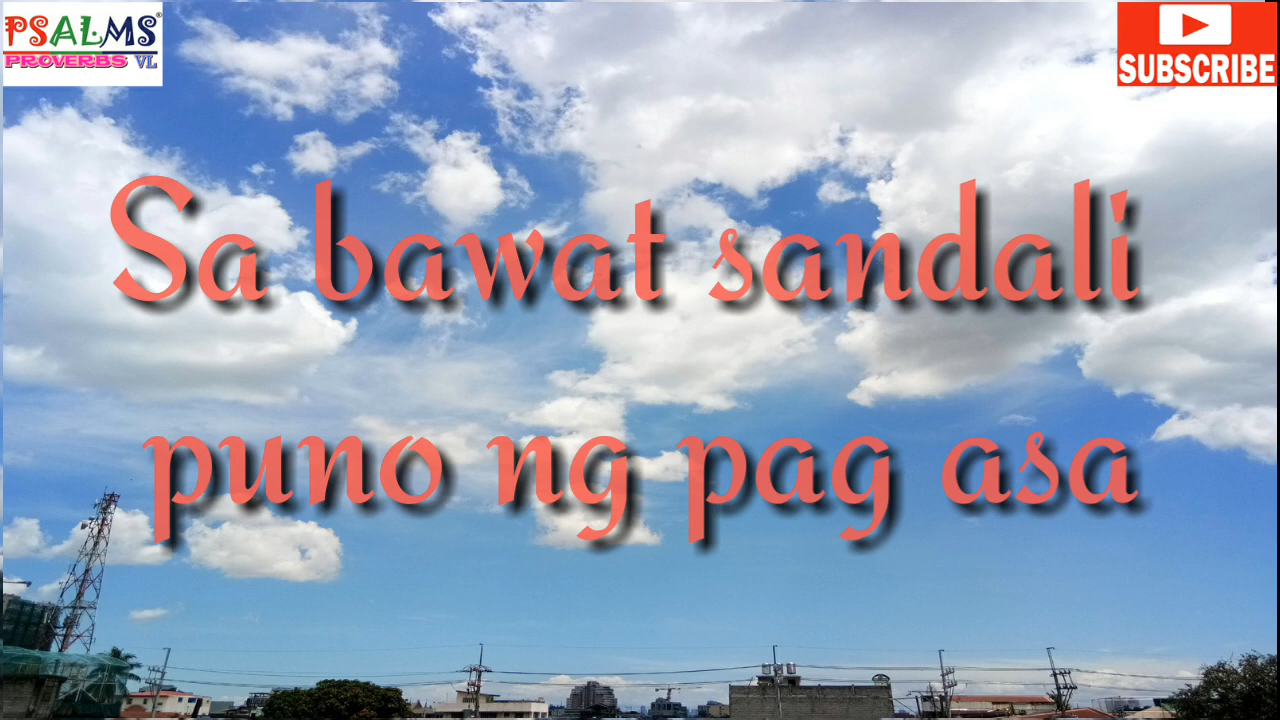 PSALMS®
PROVERBS VL
SUBSCRIBE
Sa bawat sandali
puno ng pag asa